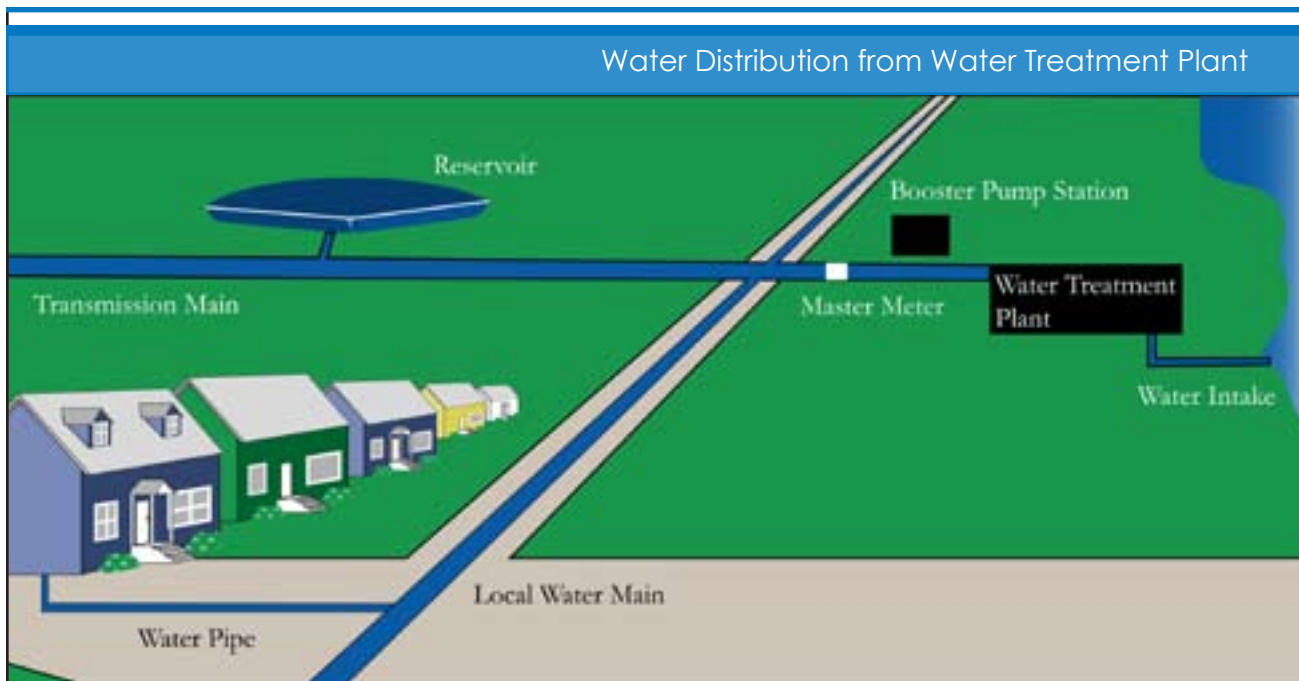 Water Distribution from Water Treatment Plant
Reservoir
Booster Pump Station
Transmission Main
Master Meter
Water Treatment
Plant
Water Intake
Local Water Main
Water Pipe